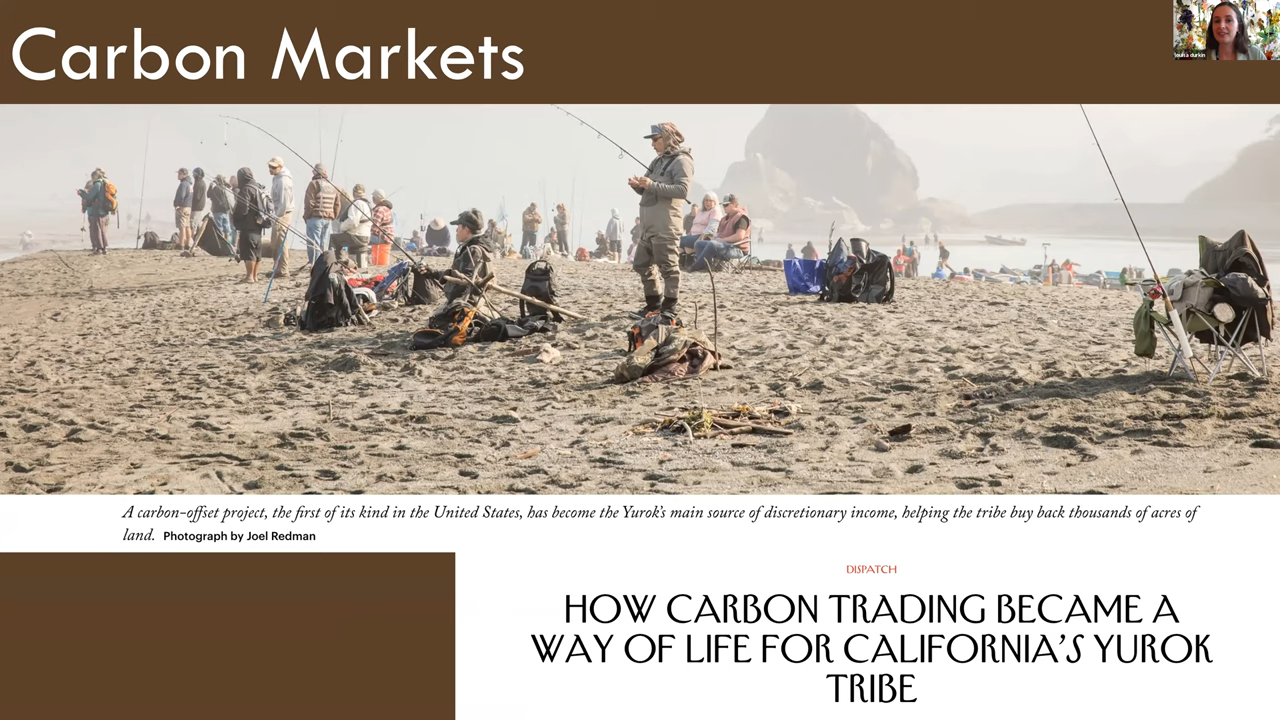 Carbon Markets
louisa durkin
A carbon-offset project, the first of its kind in the United States, has become the Yurok's main source of discretionary income, helping the tribe buy back thousands of acres of
land. Photograph by Joel Redman
DISPATCH
HOW CARBON TRADING BECAME A
WAY OF LIFE FOR CALIFORNIA'S YUROK
TRIBE